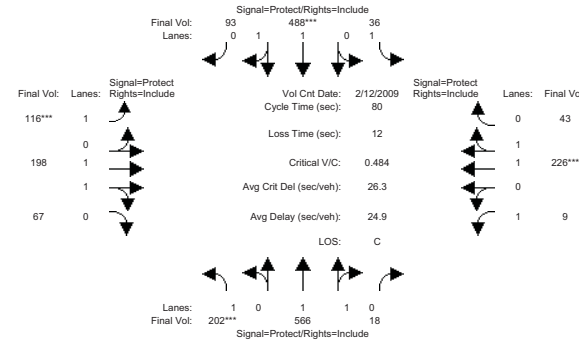 Signal=Protect/Rights=Include
Final Vol: 93 488*** 36
Lanes: 0 1 1 0 1
Signal=Protect Signal=Protect
Final Vol: Lanes: Rights=Include Vol Cnt Date: 2/12/2009 Rights=Include Lanes: Final Vo
Cycle Time (sec): 80
116*** 1 0 43
Loss Time (sec): 12
0 1
198 1 Critical V/C: 0.484 1 226***
1 Avg Crit Del (sec/veh): 26.3 0
67 0 Avg Delay (sec/veh): 24.9 1 9
LOS: C
Lanes: 1 0 1 1 0
Final Vol: 202*** 566 18
Signal=Protect/Rights=Include